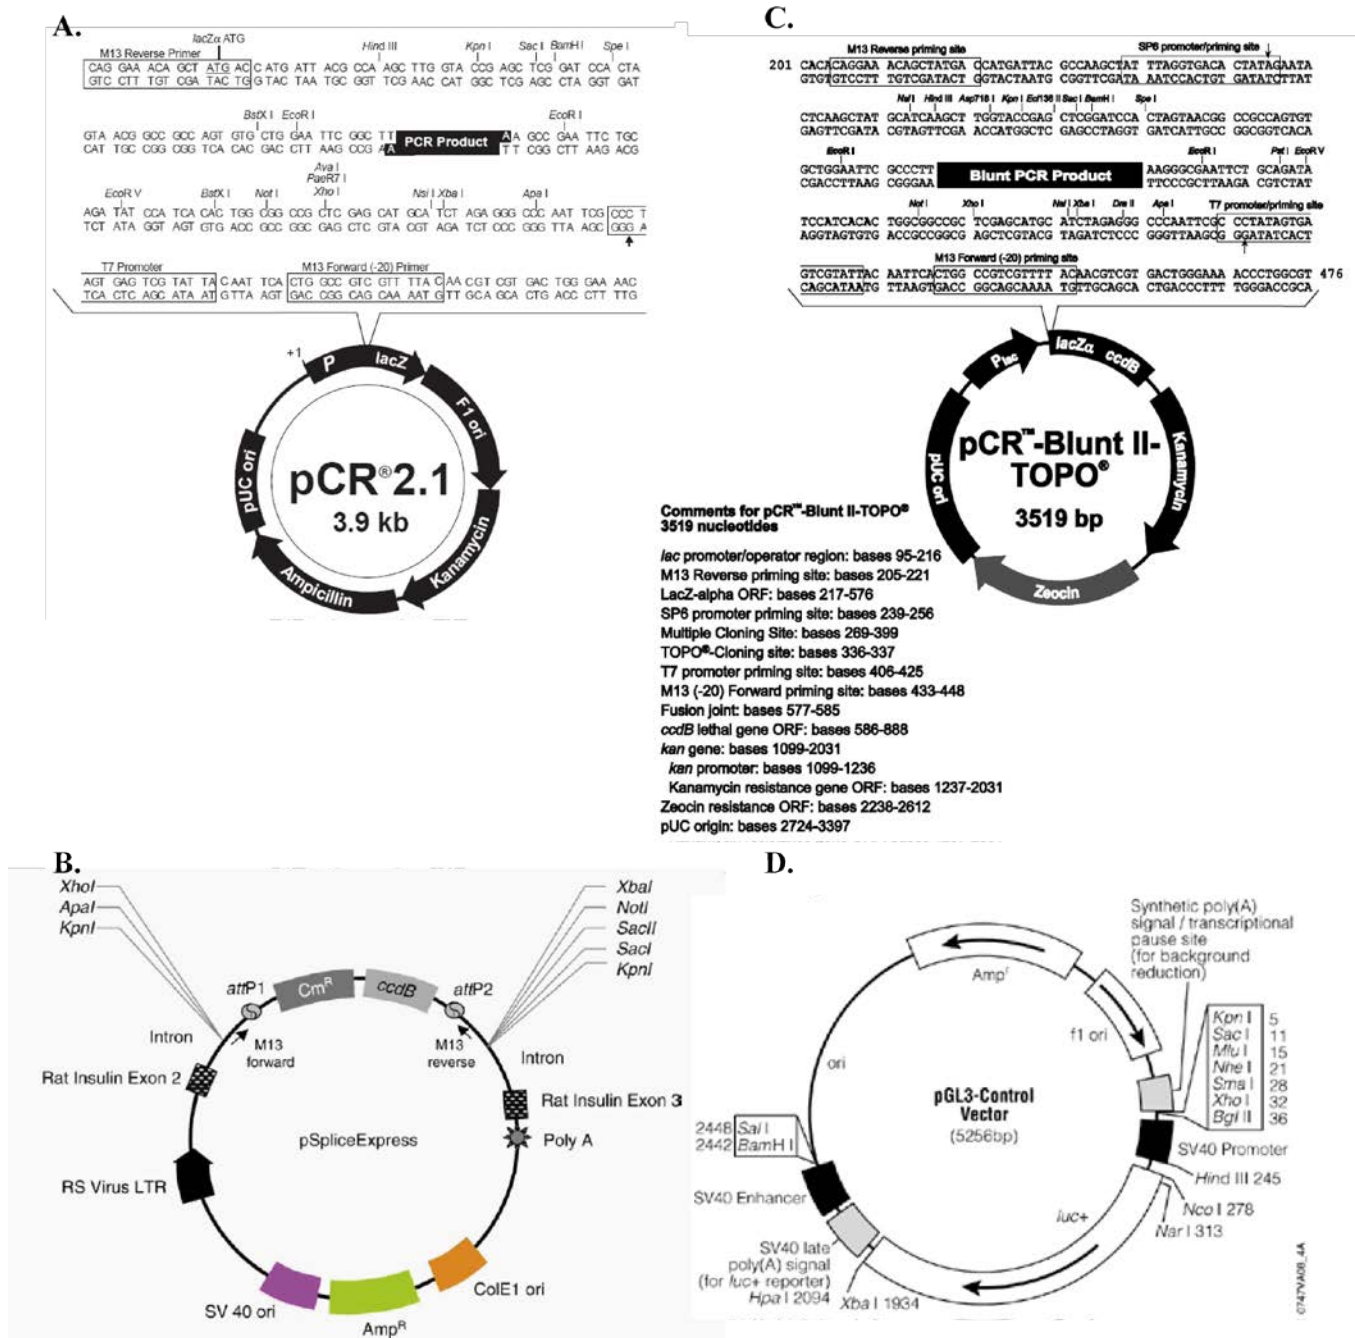 A.
lacZα ATG
M13 Reverse Primer
Hind III Kpn I Sac I BamH I Spe I
CAG GAA ACA GCT ATG AC C ATG ATT ACG CCA AGC TTG GTA CCG AGC TCG GAT CCA CTA
GTC CTT TGT CGA TAC TG G TAC TAA TGC GGT TCG AAC CAT GGC TCG AGC CTA GGT GAT
BstX I EcoR I EcoR I
GTA ACG GCC GCC AGT GTG CTG GAA TTC GGC TT PCR Product A A GCC GAA TTC TGC
CAT TGC CGG CGG TCA CAC GAC CTT AAG CCG A A T T CGG CTT AAG ACG
Ava I
PaeR7 I
EcoR V BstX I Not I Xho I Nsi I Xba I Apa I
AGA TAT CCA TCA CAC TGG CGG CCG CTC GAG CAT GCA TCT AGA GGG CCC AAT TCG CCC T
TCT ATA GGT AGT GTG ACC GCC GGC GAG CTC GTA CGT AGA TCT CCC GGG TTA AGC GGG A
T7 Promoter M13 Forward (-20) Primer
AGT GAG TCG TAT TA C AAT TCA CTG GCC GTC GTT TTA C AA CGT CGT GAC TGG GAA AAC
TCA CTC AGC ATA AT G TTA AGT GAC CGG CAG CAA AAT G TT GCA GCA CTG ACC CTT TTG
+1
P lacZ
F1 ori
Kanamycin
Ampicillin
pUC ori
pCR®2.1
3.9 kb
C.
M13 Reverse priming site SP6 promoter/priming site
201 CACACAGGAA ACAGCTATGA CCATGATTAC GCCAAGCTAT TTAGGTGACA CTATAGAATA
GTGTGTCCTT TGTCGATACT GGTACTAATG CGGTTCGATA AATCCACTGT GATATCTTAT
Nsi I Hind III Asp718 I Kpn I Ecl136 II Sac I BamH I Spe I
CTCAAGCTAT GCATCAAGCT TGGTACCGAG CTCGGATCCA CTAGTAACGG CCGCCAGTGT
GAGTTCGATA CGTAGTTCGA ACCATGGCTC GAGCCTAGGT GATCATTGCC GGCGGTCACA
EcoR I EcoR I Pst I EcoR V
GCTGGAATTC GCCCTT Blunt PCR Product AAGGGCGAATTCT GCAGATA
CGACCTTAAG CGGGAA TTCCCGCTTAAGA CGTCTAT
Not I Xho I Nsi I Xba I Dra II Apa I T7 promoter/priming site
TCCATCACAC TGGCGGCCGC TCGAGCATGC ATCTAGAGGG CCCAATTCGC CCTATAGTGA
AGGTAGTGTG ACCGCCGGCG AGCTCGTACG TAGATCTCCC GGGTTAAGCG GGATATCACT
M13 Forward (-20) priming site
GTCGTATTAC AATTCACTGG CCGTCGTTTT ACAACGTCGT GACTGGGAAA ACCCTGGCGT 476
CAGCATAATG TTAAGTGACC GGCAGCAAAA TGTTGCAGCA CTGACCCTTT TGGGACCGCA
Plac
lacZα ccdB
Kanamycin
Zeocin
pUC ori
pCR™-Blunt II-
TOPO®
3519 bp
Comments for pCR™-Blunt II-TOPO®
3519 nucleotides
lac promoter/operator region: bases 95-216
M13 Reverse priming site: bases 205-221
LacZ-alpha ORF: bases 217-576
SP6 promoter priming site: bases 239-256
Multiple Cloning Site: bases 269-399
TOPO®-Cloning site: bases 336-337
T7 promoter priming site: bases 406-425
M13 (-20) Forward priming site: bases 433-448
Fusion joint: bases 577-585
ccdB lethal gene ORF: bases 586-888
kan gene: bases 1099-2031
kan promoter: bases 1099-1236
Kanamycin resistance gene ORF: bases 1237-2031
Zeocin resistance ORF: bases 2238-2612
pUC origin: bases 2724-3397
B.
XhoI
ApaI
KpnI
XbaI
NotI
SacII
SacI
KpnI
attP1
CmR
ccdB
attP2
Intron
M13
forward
M13
reverse
Intron
Rat Insulin Exon 2
Rat Insulin Exon 3
pSpliceExpress
Poly A
RS Virus LTR
SV 40 ori
AmpR
ColE1 ori
D.
Synthetic poly(A)
signal / transcriptional
pause site
(for background
reduction)
Ampr
f1 ori
Kpn I 5
Sac I 11
Mlu I 15
Nhe I 21
Sma I 28
Xho I 32
Bgl II 36
ori
pGL3-Control
Vector
(5256bp)
2448 Sal I
2442 BamH I
SV40 Promoter
Hind III 245
SV40 Enhancer
luc+
Nco I 278
Nar I 313
SV40 late
poly(A) signal
(for luc+ reporter)
Hpa I 2094
Xba I 1934
0747VA08_4A